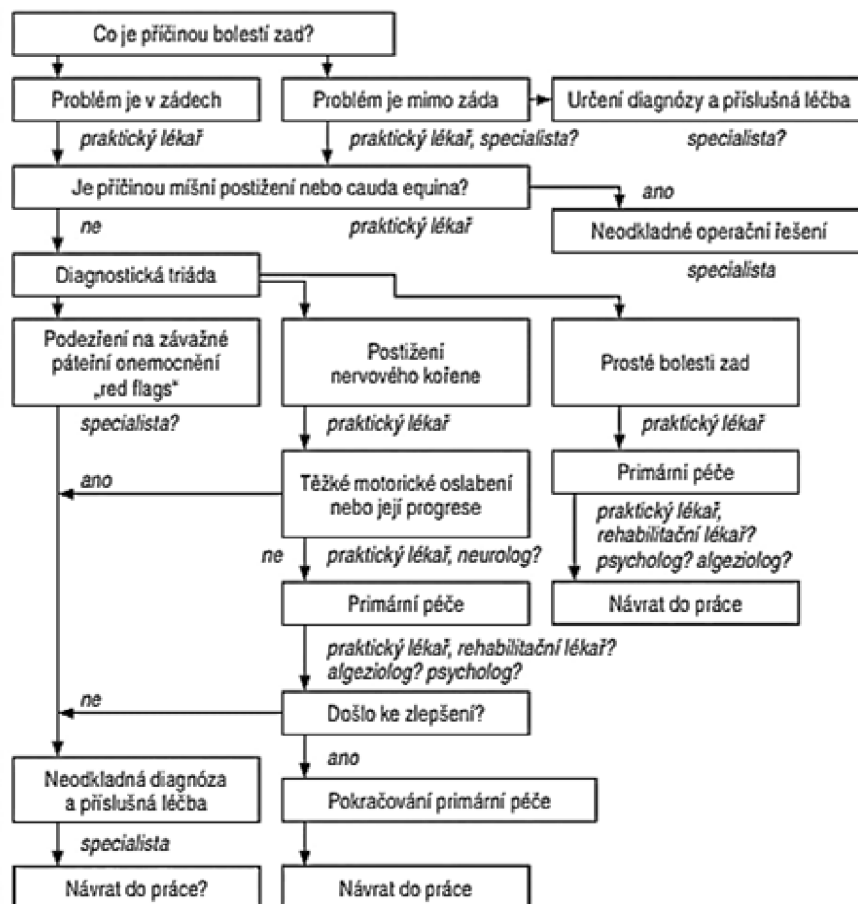 Co je příčinou bolestí zad?
Problém je v zádech
Problém je mimo záda
Určení diagnózy a příslušná léčba
praktický lékař
praktický lékař, specialista?
specialista?
Je příčinou míšní postižení nebo cauda equina?
ano
ne
praktický lékař
Neodkladné operační řešení
specialista
Diagnostická triáda
Podezření na závažné
páteřní onemocnění
„red flags“
Postižení
nervového kořene
Prosté bolesti zad
specialista?
praktický lékař
praktický lékař
ano
Těžké motorické oslabení
nebo její progrese
Primární péče
praktický lékař,
rehabilitační lékař?
psycholog? algeziolog?
ne
praktický lékař, neurolog?
Primární péče
Návrat do práce
praktický lékař, rehabilitační lékař?
algeziolog? psycholog?
ne
Došlo ke zlepšení?
ano
Neodkladná diagnóza
a příslušná léčba
Pokračování primární péče
specialista
Návrat do práce?
Návrat do práce